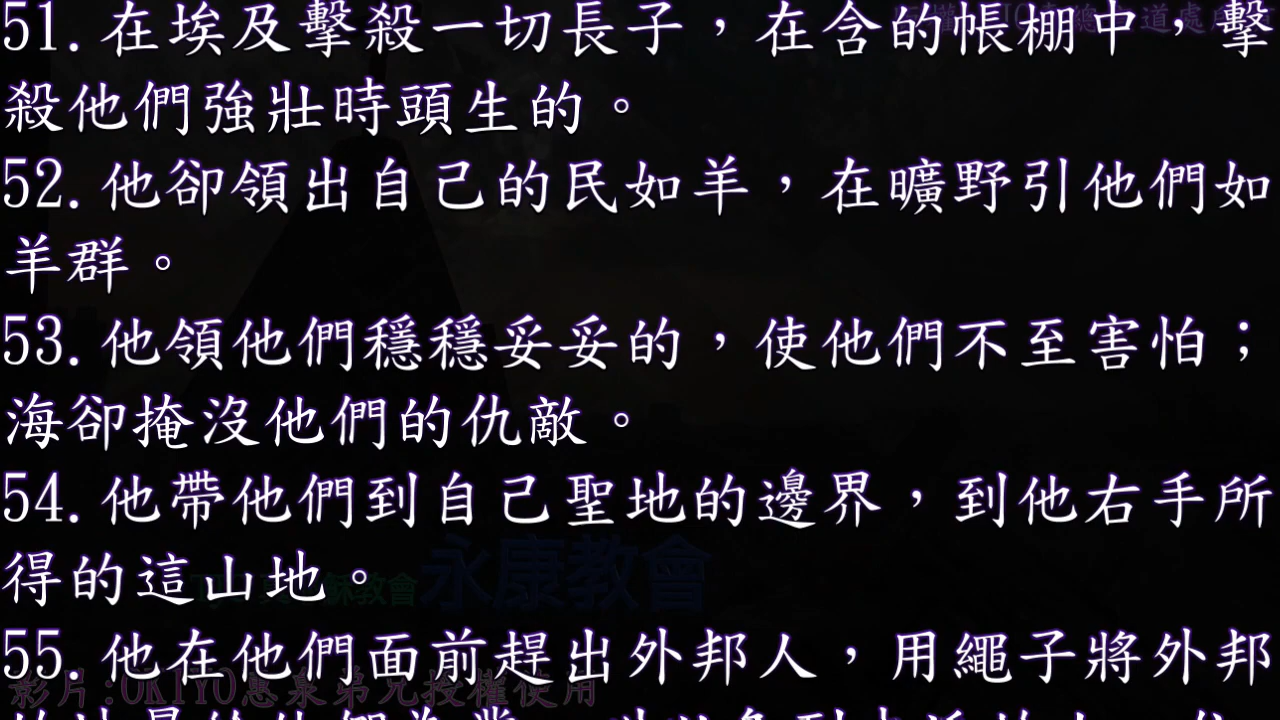 51.在埃及擊殺一切長子，在含的帳棚中，擊
殺他們強壯時頭生的。
52.他卻領出自己的民如羊，在曠野引他們如
羊群。
53.他領他們穩穩妥妥的，使他們不至害怕；
海卻掩沒他們的仇敵。
54.他帶他們到自己聖地的邊界，到他右手所
得的這山地。
永康教會
55.他在他們面前趕出外邦人，用繩子將外邦
影片:OKIYO惠泉弟兄授權使用